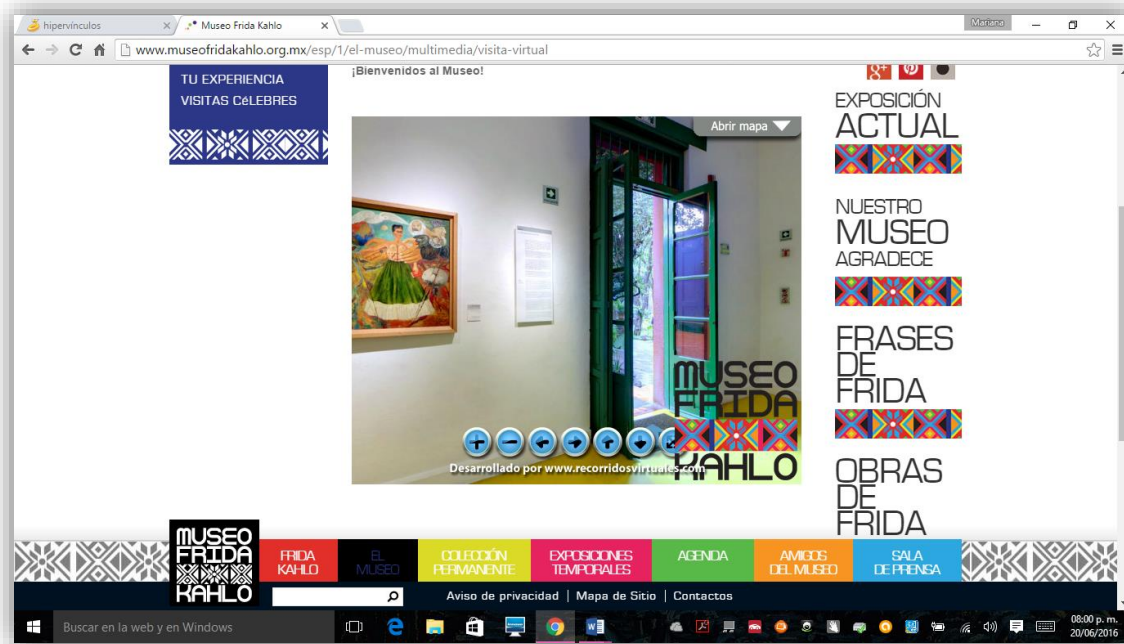 hipervínculos
Museo Frida Kahlo
Mariana
www.museofridakahlo.org.mx/esp/1/el-museo/multimedia/visita-virtual
TU EXPERIENCIA
VISITAS CéLEBRES
¡Bienvenidos al Museo!
Abrir mapa
MUSEO
FRIDA
KAHLO
Desarrollado por www.recorridosvirtuales.com
g+
EXPOSICIÓN
ACTUAL
NUESTRO
MUSEO
AGRADECE
FRASES
DE
FRIDA
OBRAS
DE
FRIDA
MUSEO
FRIDA
KAHLO
FRIDA
KAHLO
EL
MUSEO
COLECCIÓN
PERMANENTE
EXPOSICIONES
TEMPORALES
AGENDA
AMIGOS
DEL MUSEO
SALA
DE PRENSA
Aviso de privacidad | Mapa de Sitio | Contactos
Buscar en la web y en Windows
08:00 p. m.
20/06/2016